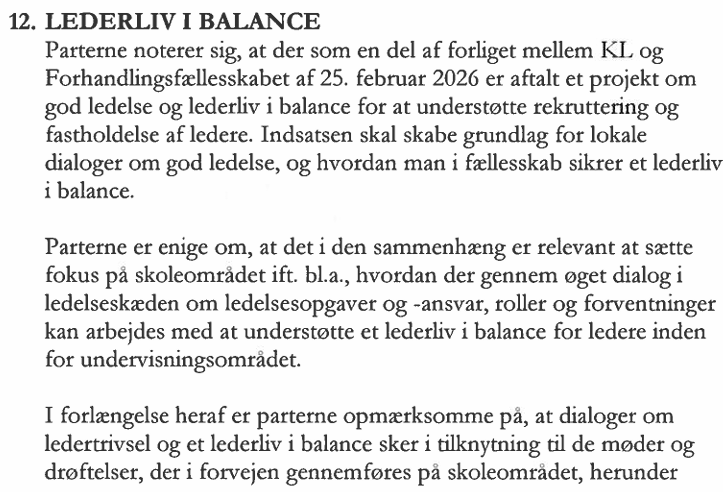 12. LEDERLIV I BALANCE
Parterne noterer sig, at der som en del af forliget mellem KL og
Forhandlingsfællesskabet af 25. februar 2026 er aftalt et projekt om
god ledelse og lederliv i balance for at understøtte rekruttering og
fastholdelse af ledere. Indsatsen skal skabe grundlag for lokale
dialoger om god ledelse, og hvordan man i fællesskab sikrer et lederliv
i balance.
Parterne er enige om, at det i den sammenhæng er relevant at sætte
fokus på skoleområdet ift. bl.a., hvordan der gennem øget dialog i
ledelseskæden om ledelsesopgaver og -ansvar, roller og forventninger
kan arbejdes med at understøtte et lederliv i balance for ledere inden
for undervisningsområdet.
I forlængelse heraf er parterne opmærksomme på, at dialoger om
ledertrivsel og et lederliv i balance sker i tilknytning til de møder og
drøftelser, der i forvejen gennemføres på skoleområdet, herunder